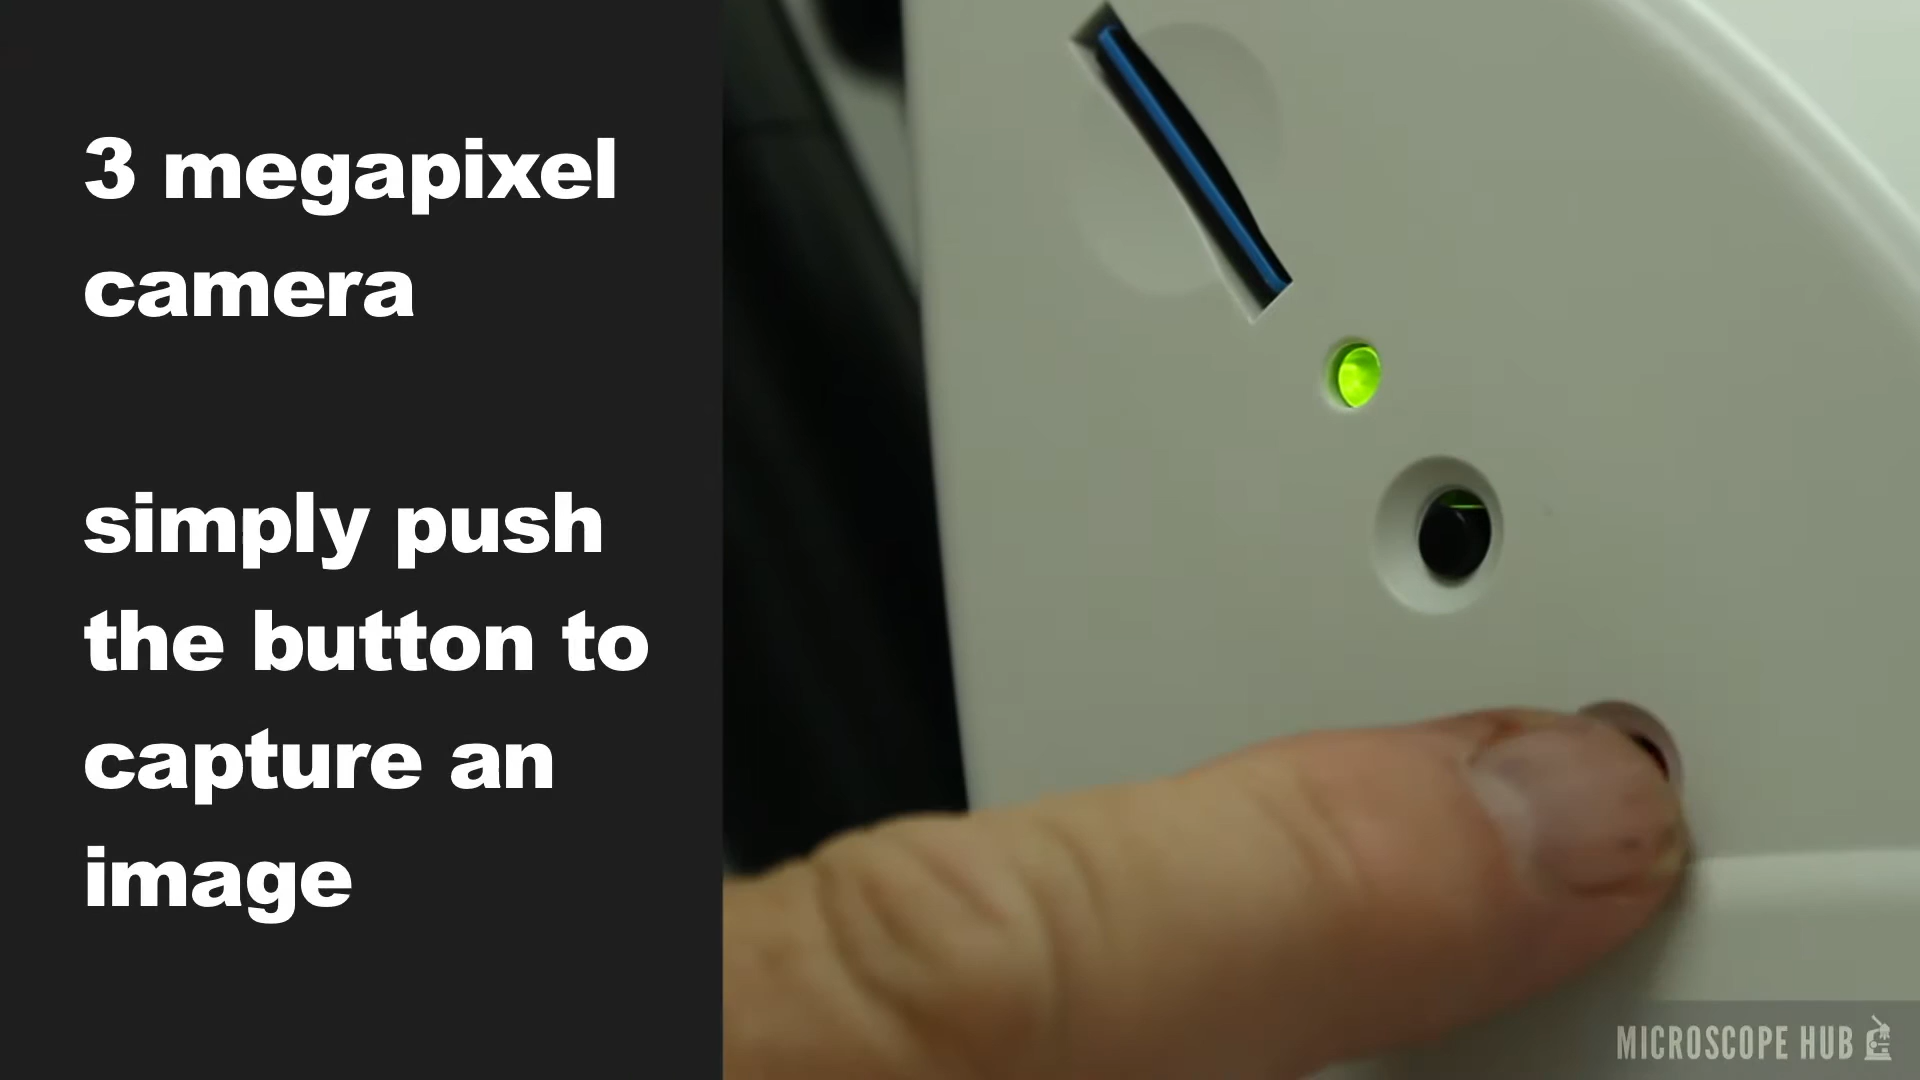 3 megapixel
camera
simply push
the button to
capture an
image
MICROSCOPE HUB